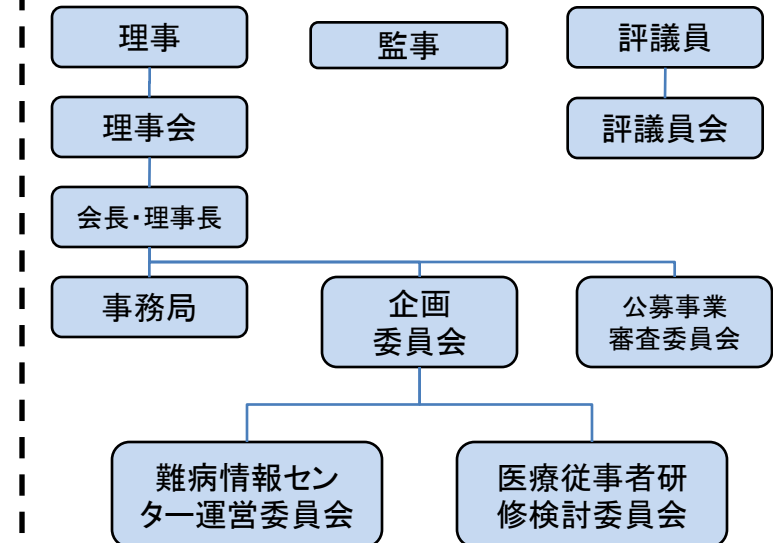 理事
監事
評議員
理事会
評議員会
会長・理事長
事務局
企画
委員会
公募事業
審査委員会
難病情報セン
ター運営委員会
医療従事者研
修検討委員会